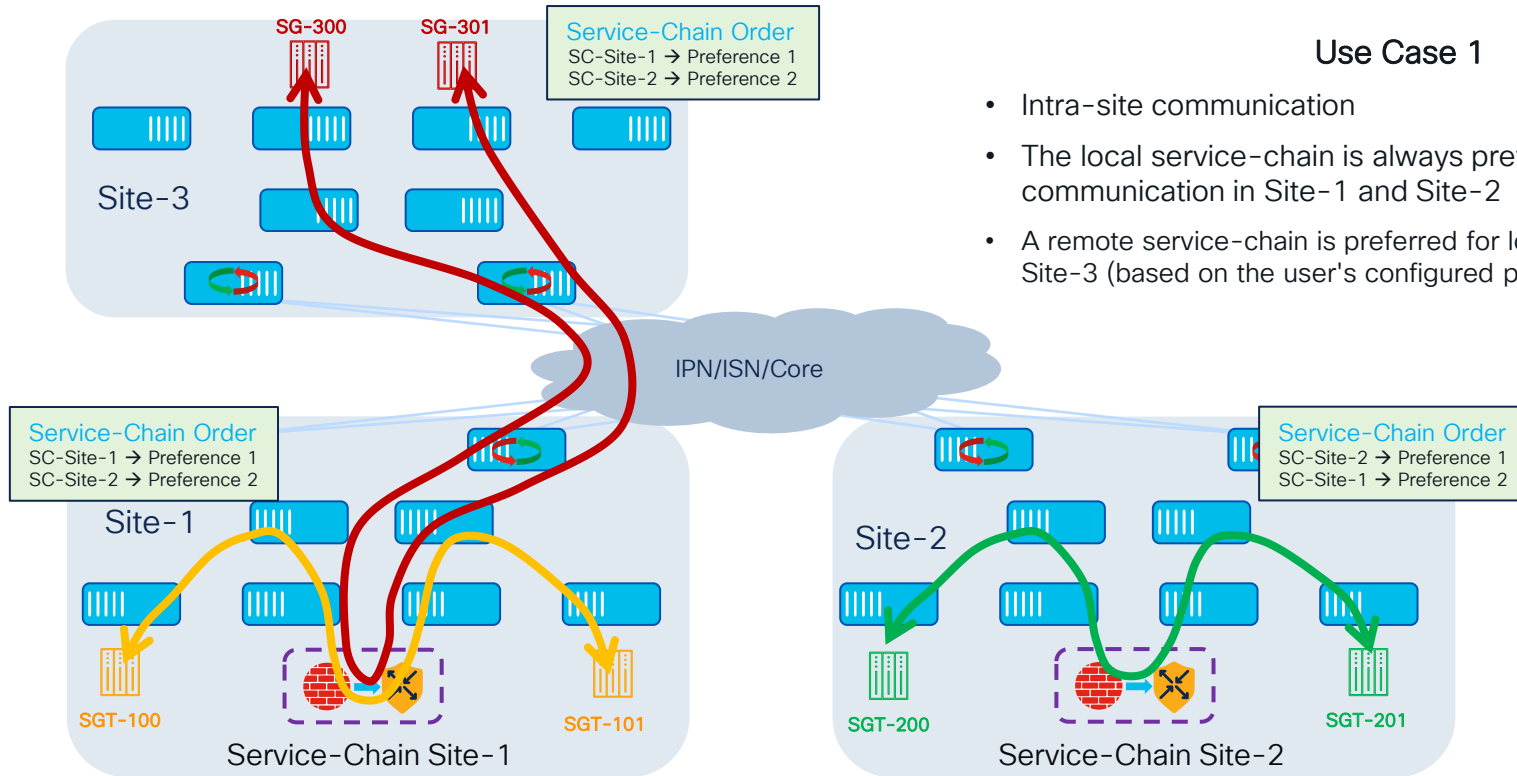 SG-300
SG-301
Service-Chain Order
SC-Site-1 → Preference 1
SC-Site-2 → Preference 2
Site-3
Use Case 1
• Intra-site communication
• The local service-chain is always
communication in Site-1 and Site-2
• A remote service-chain is preferred for
Site-3 (based on the user's configured
IPN/ISN/Core
Service-Chain Order
SC-Site-1 → Preference 1
SC-Site-2 → Preference 2
Site-1
SGT-100
SGT-101
Service-Chain Site-1
Service-Chain Order
SC-Site-2 → Preference 1
SC-Site-1 → Preference 2
Site-2
SGT-200
SGT-201
Service-Chain Site-2